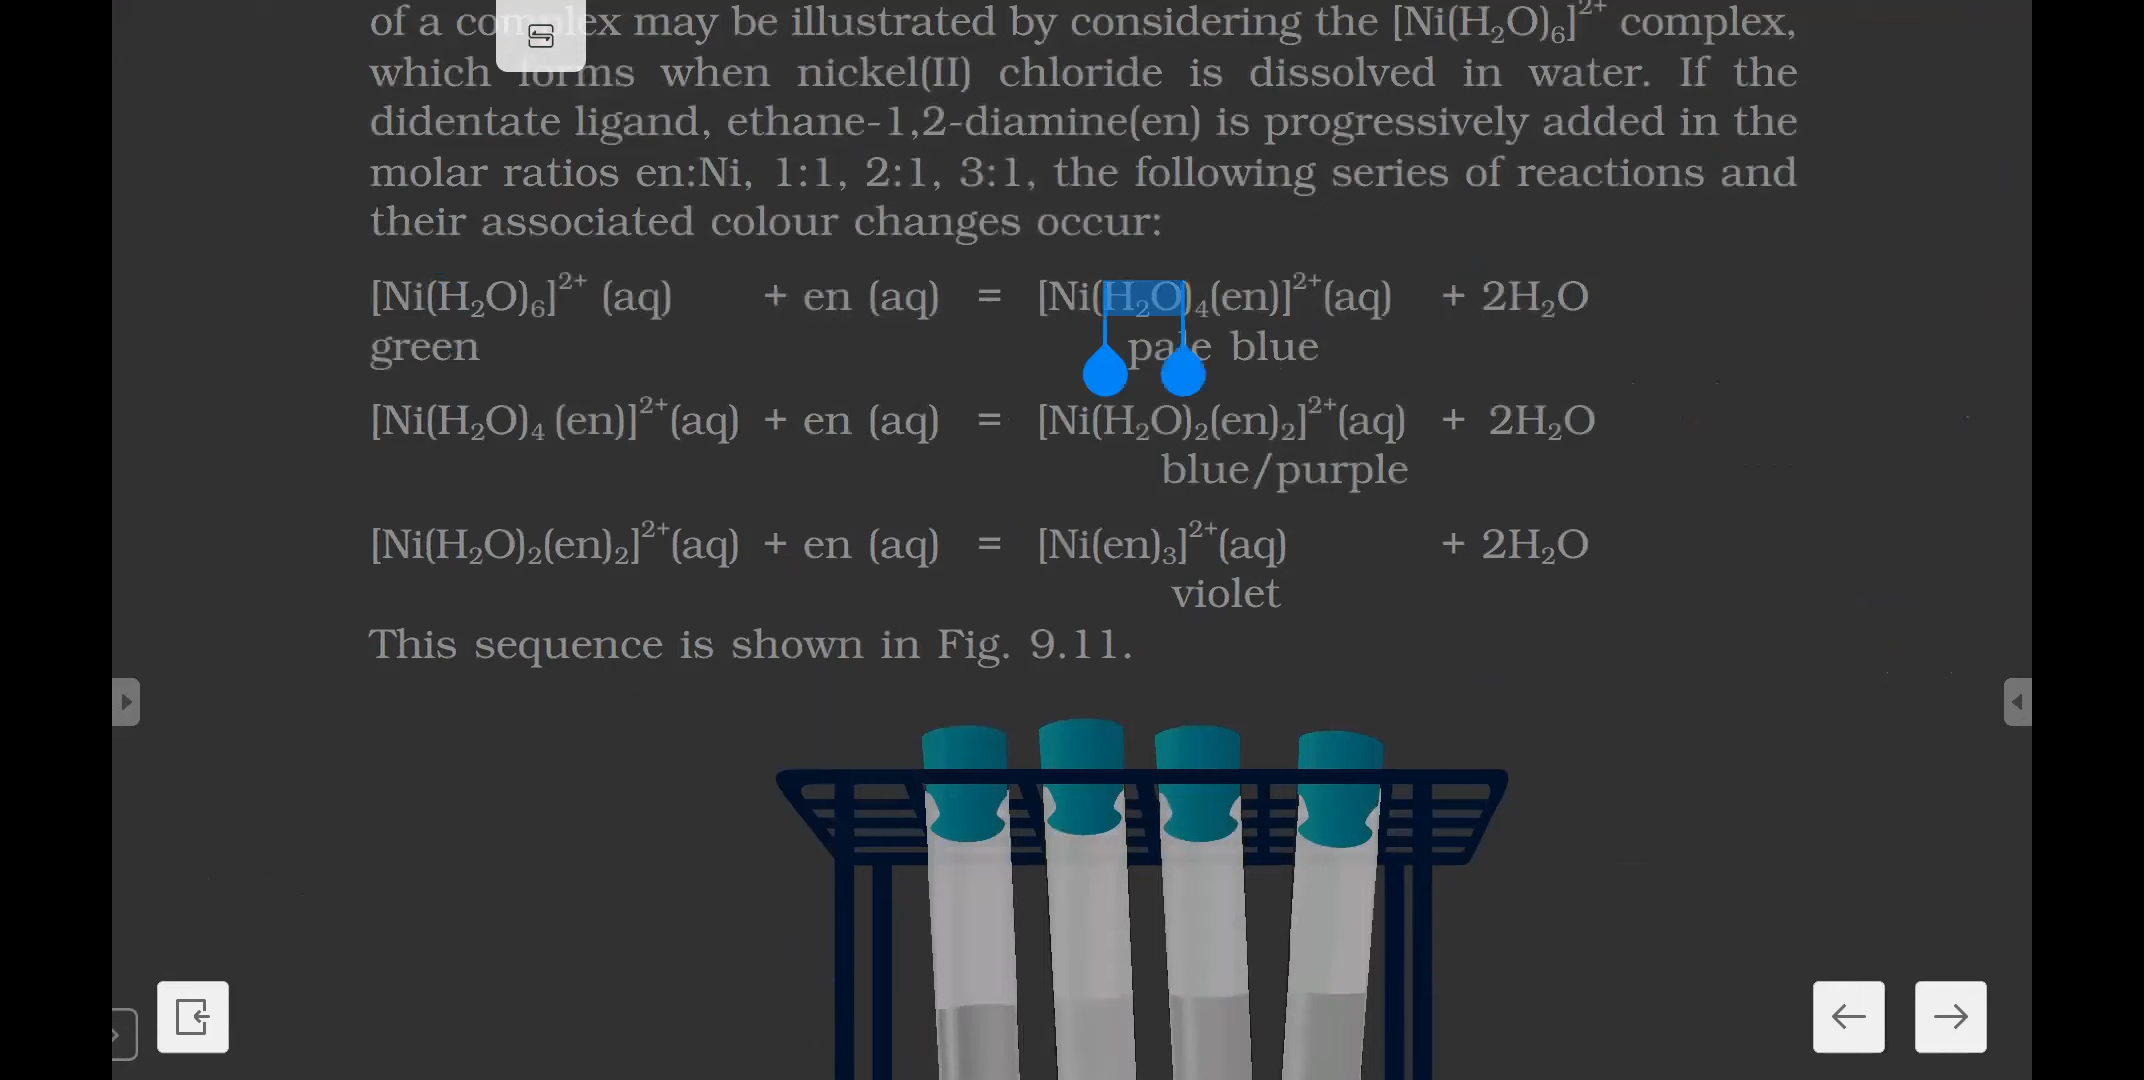 of a complex may be illustrated by considering the [Ni(H₂O)₆]²⁺ complex,
which forms when nickel(II) chloride is dissolved in water. If the
didentate ligand, ethane-1,2-diamine(en) is progressively added in the
molar ratios en:Ni, 1:1, 2:1, 3:1, the following series of reactions and
their associated colour changes occur:
[Ni(H₂O)₆]²⁺ (aq) + en (aq) = [Ni(H₂O)₄(en)]²⁺(aq) + 2H₂O
green pale blue
[Ni(H₂O)₄ (en)]²⁺(aq) + en (aq) = [Ni(H₂O)₂(en)₂]²⁺(aq) + 2H₂O
blue/purple
[Ni(H₂O)₂(en)₂]²⁺(aq) + en (aq) = [Ni(en)₃]²⁺(aq) + 2H₂O
violet
This sequence is shown in Fig. 9.11.